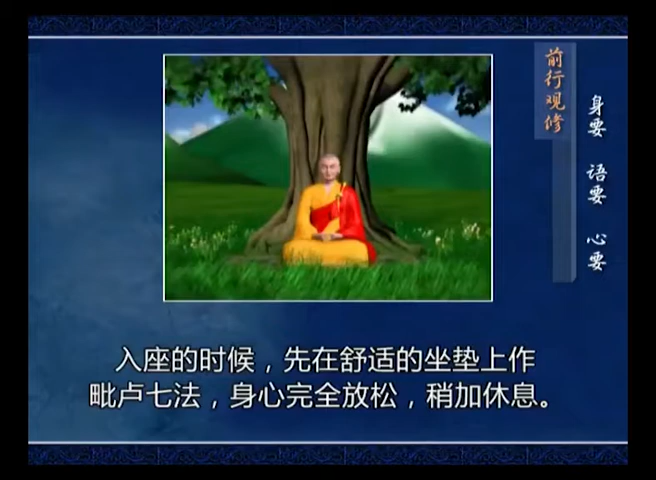 前行观修
身要 语要 心要
入座的时候，先在舒适的坐垫上作
毗卢七法，身心完全放松，稍加休息。